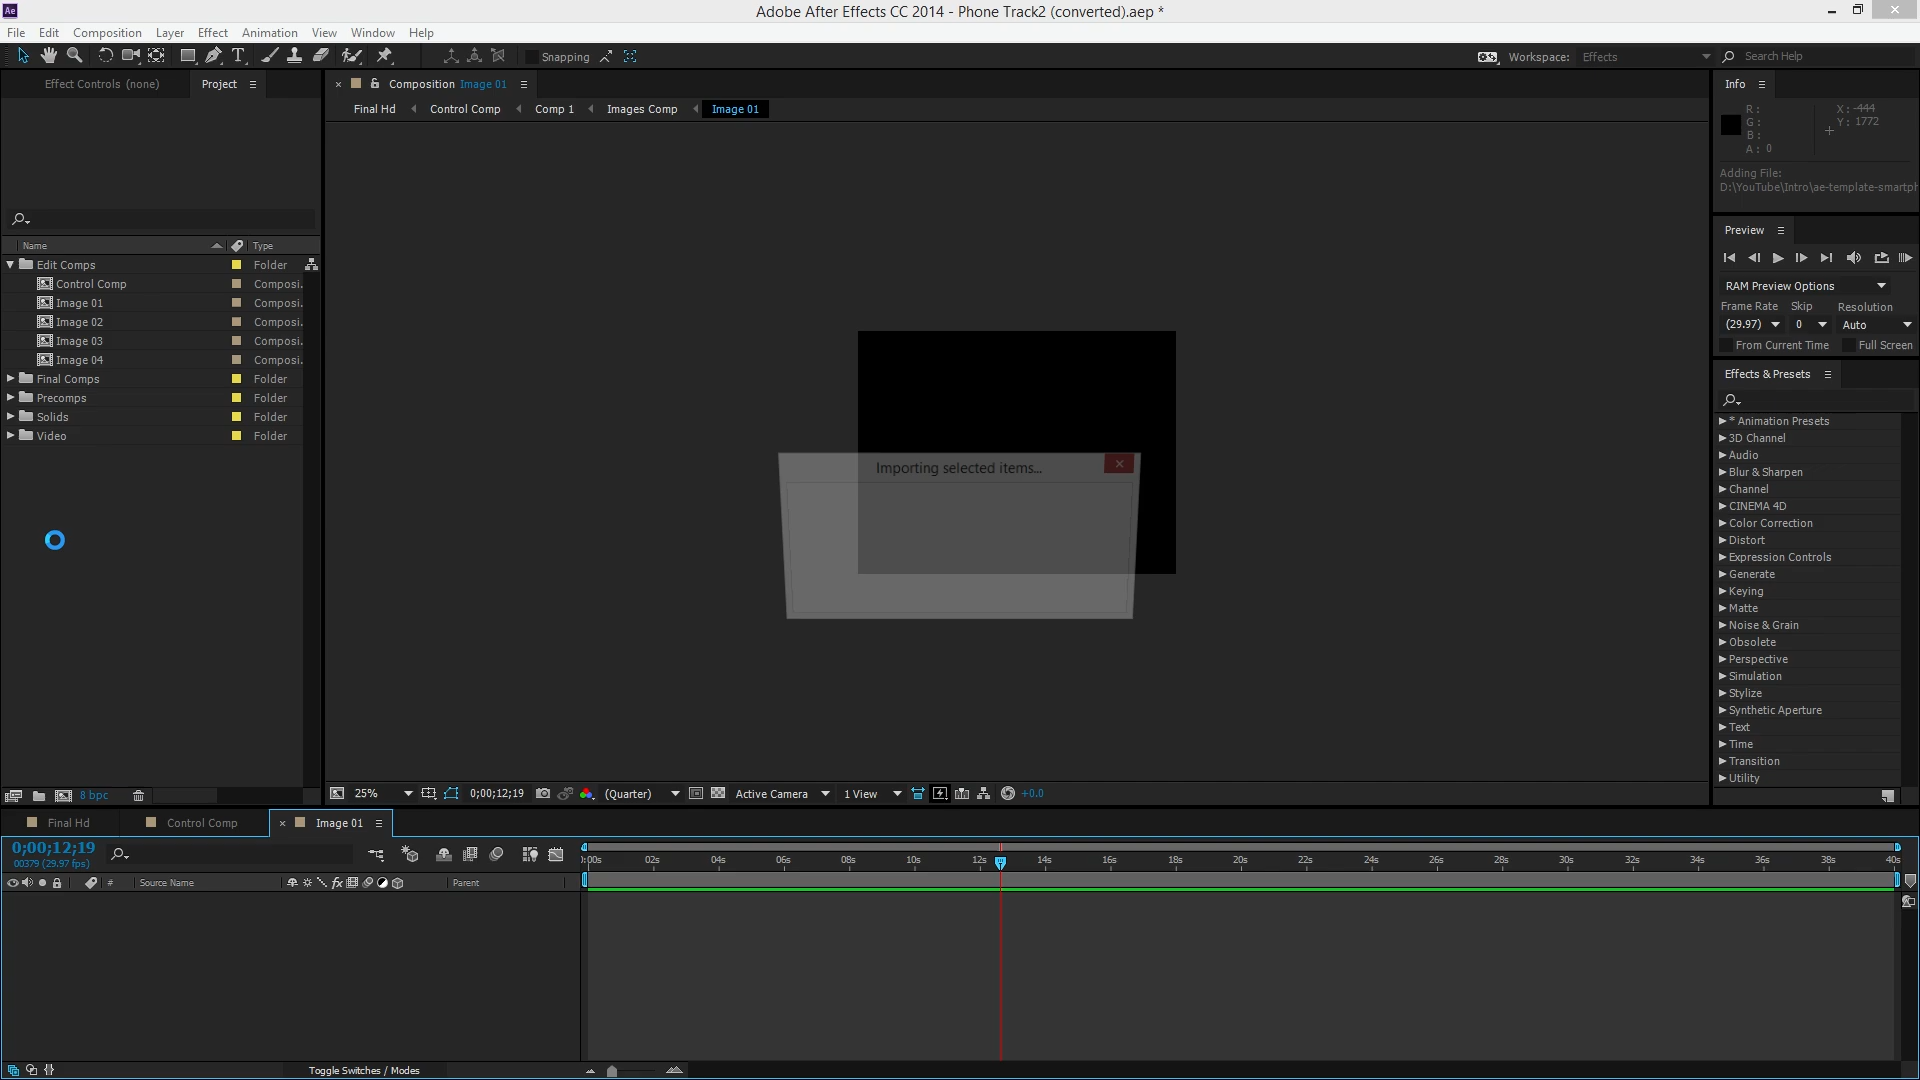 Ae
Adobe After Effects CC 2014 - Phone Track2 (converted).aep *
File Edit Composition Layer Effect Animation View Window Help
Snapping
Workspace: Effects
Search Help
Effect Controls (none)
Project
Composition Image 01
Final Hd Control Comp Comp 1 Images Comp Image 01
Info
R :
G :
B :
A : 0
X : -444
Y : 1772
Adding File:
D:\YouTube\Intro\ae-template-smartph
Preview
RAM Preview Options
Frame Rate Skip Resolution
(29.97) 0 Auto
From Current Time Full Screen
Name Type
Edit Comps Folder
Control Comp Composi.
Image 01 Composi.
Image 02 Composi.
Image 03 Composi.
Image 04 Composi.
Final Comps Folder
Precomps Folder
Solids Folder
Video Folder
Importing selected items...
Effects & Presets
* Animation Presets
3D Channel
Audio
Blur & Sharpen
Channel
CINEMA 4D
Color Correction
Distort
Expression Controls
Generate
Keying
Matte
Noise & Grain
Obsolete
Perspective
Simulation
Stylize
Synthetic Aperture
Text
Time
Transition
Utility
8 bpc
25% 0;00;12;19 (Quarter) Active Camera 1 View +0.0
Final Hd Control Comp Image 01
0;00;12;19
00379 (29.97 fps)
):00s 02s 04s 06s 08s 10s 12s 14s 16s 18s 20s 22s 24s 26s 28s 30s 32s 34s 36s 38s 40s
# Source Name fx Parent
Toggle Switches / Modes